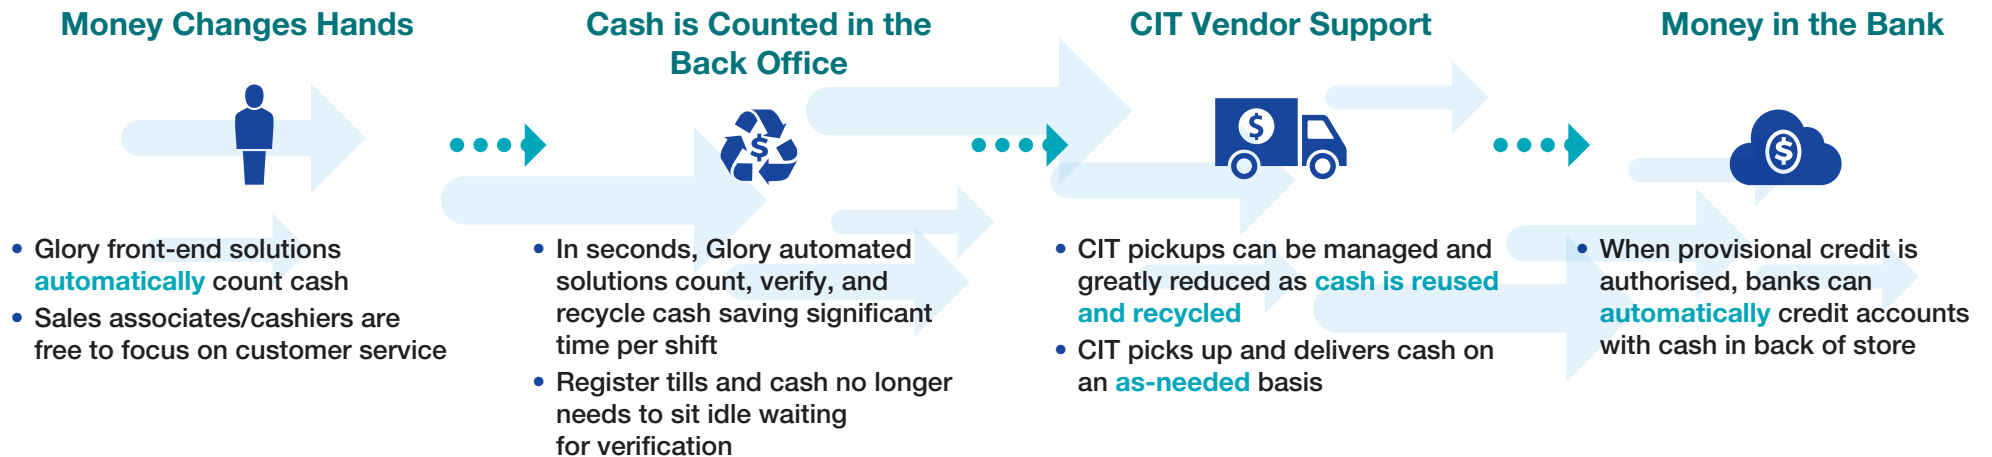 Money Changes Hands
• Glory front-end solutions
automatically count cash
• Sales associates/cashiers are
free to focus on customer service
Cash is Counted in the
Back Office
$
• In seconds, Glory automated
solutions count, verify, and
recycle cash saving significant
time per shift
• Register tills and cash no longer
needs to sit idle waiting
for verification
CIT Vendor Support
$
• CIT pickups can be managed and
greatly reduced as cash is reused
and recycled
• CIT picks up and delivers cash on
an as-needed basis
Money in the Bank
$
• When provisional credit is
authorised, banks can
automatically credit accounts
with cash in back of store